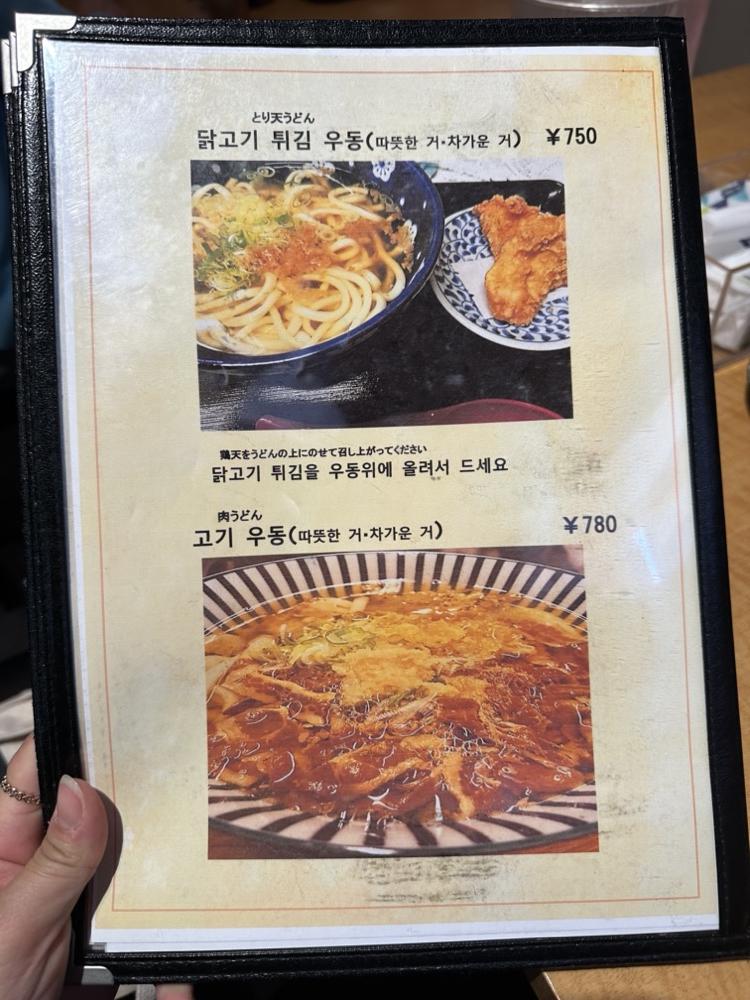 とり天うどん
닭고기 튀김 우동(따뜻한 거·차가운 거) ￥750
鶏天をうどんの上にのせて召し上がってください
닭고기 튀김을 우동위에 올려서 드세요
肉うどん
고기 우동(따뜻한 거·차가운 거) ￥780